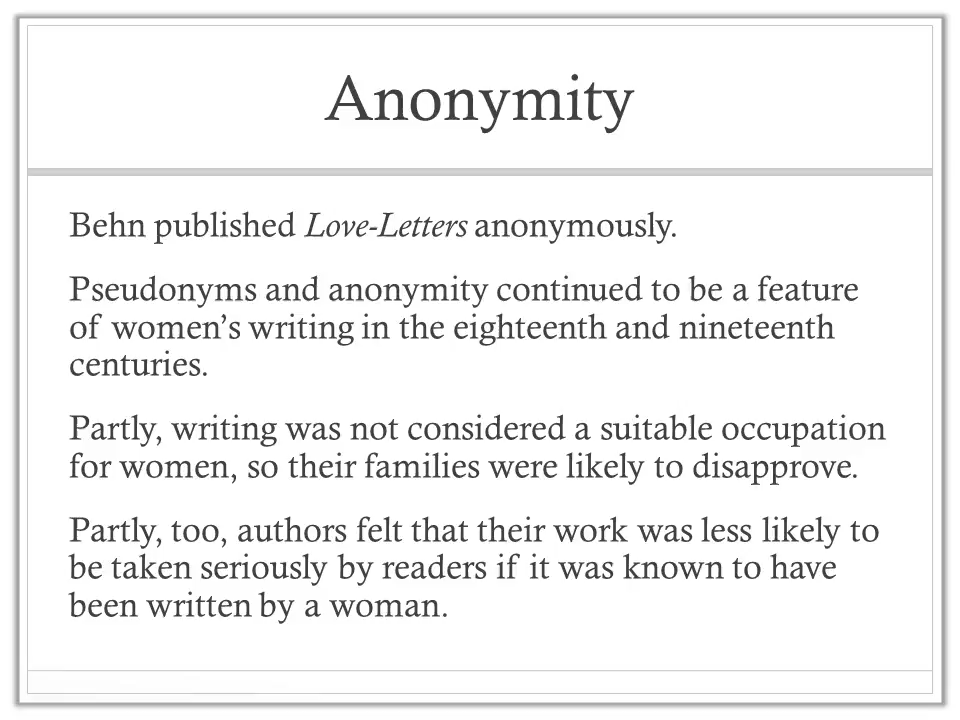 Anonymity
Behn published Love-Letters anonymously.
Pseudonyms and anonymity continued to be a feature
of women’s writing in the eighteenth and nineteenth
centuries.
Partly, writing was not considered a suitable occupation
for women, so their families were likely to disapprove.
Partly, too, authors felt that their work was less likely to
be taken seriously by readers if it was known to have
been written by a woman.